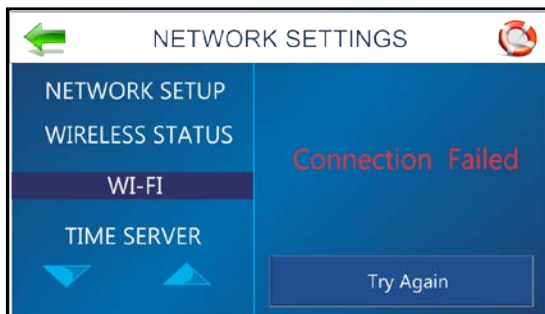 NETWORK SETTINGS
NETWORK SETUP
WIRELESS STATUS
WI-FI
TIME SERVER
Connection Failed
Try Again